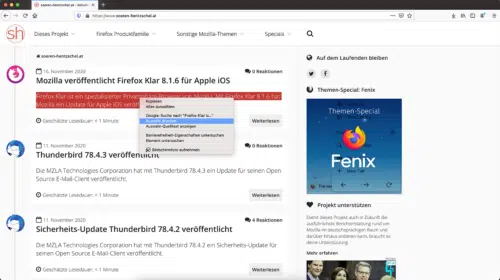 soeren-hentzschel.at
https://www.soeren-hentzschel.at
sh
Dieses Projekt
Firefox Produktfamilie
Sonstige Mozilla-Themen
Specials
soeren-hentzschel.at
16. November 2020
0 Reaktionen
Mozilla veröffentlicht Firefox Klar 8.1.6 für Apple iOS
Firefox Klar ist ein spezialisierter
Klar 8.1.6 hat
Mozilla ein Update für Apple iOS veröffentlicht
Geschätzte Lesedauer: < 1 Minute
Weiterlesen
Kopieren
Alles auswählen
Google-Suche nach "Firefox Klar is..."
Auswahl drucken
Auswahl-Quelltext anzeigen
Barrierefreiheit-Eigenschaften untersuchen
Element untersuchen
Bildschirmfoto aufnehmen
11. November 2020
0 Reaktionen
Thunderbird 78.4.3 veröffentlicht
Die MZLA Technologies Corporation hat mit Thunderbird 78.4.3 ein Update für seinen
Open Source E-Mail-Client veröffentlicht.
Geschätzte Lesedauer: < 1 Minute
Weiterlesen
11. November 2020
4 Reaktionen
Sicherheits-Update Thunderbird 78.4.2 veröffentlicht
Die MZLA Technologies Corporation hat mit Thunderbird 78.4.2 ein Sicherheits-Update für
seinen Open Source E-Mail-Client veröffentlicht.
Geschätzte Lesedauer: < 1 Minute
Weiterlesen
Auf dem Laufenden bleiben
Themen-Special: Fenix
Themen-Special
Fenix
Projekt unterstützen
Damit dieses Projekt auch in Zukunft die
ausführlichste Berichterstattung rund um
Mozilla im deutschsprachigen Raum und
darüber hinaus anbieten kann, braucht es
deine Unterstützung.
Mehr erfahren